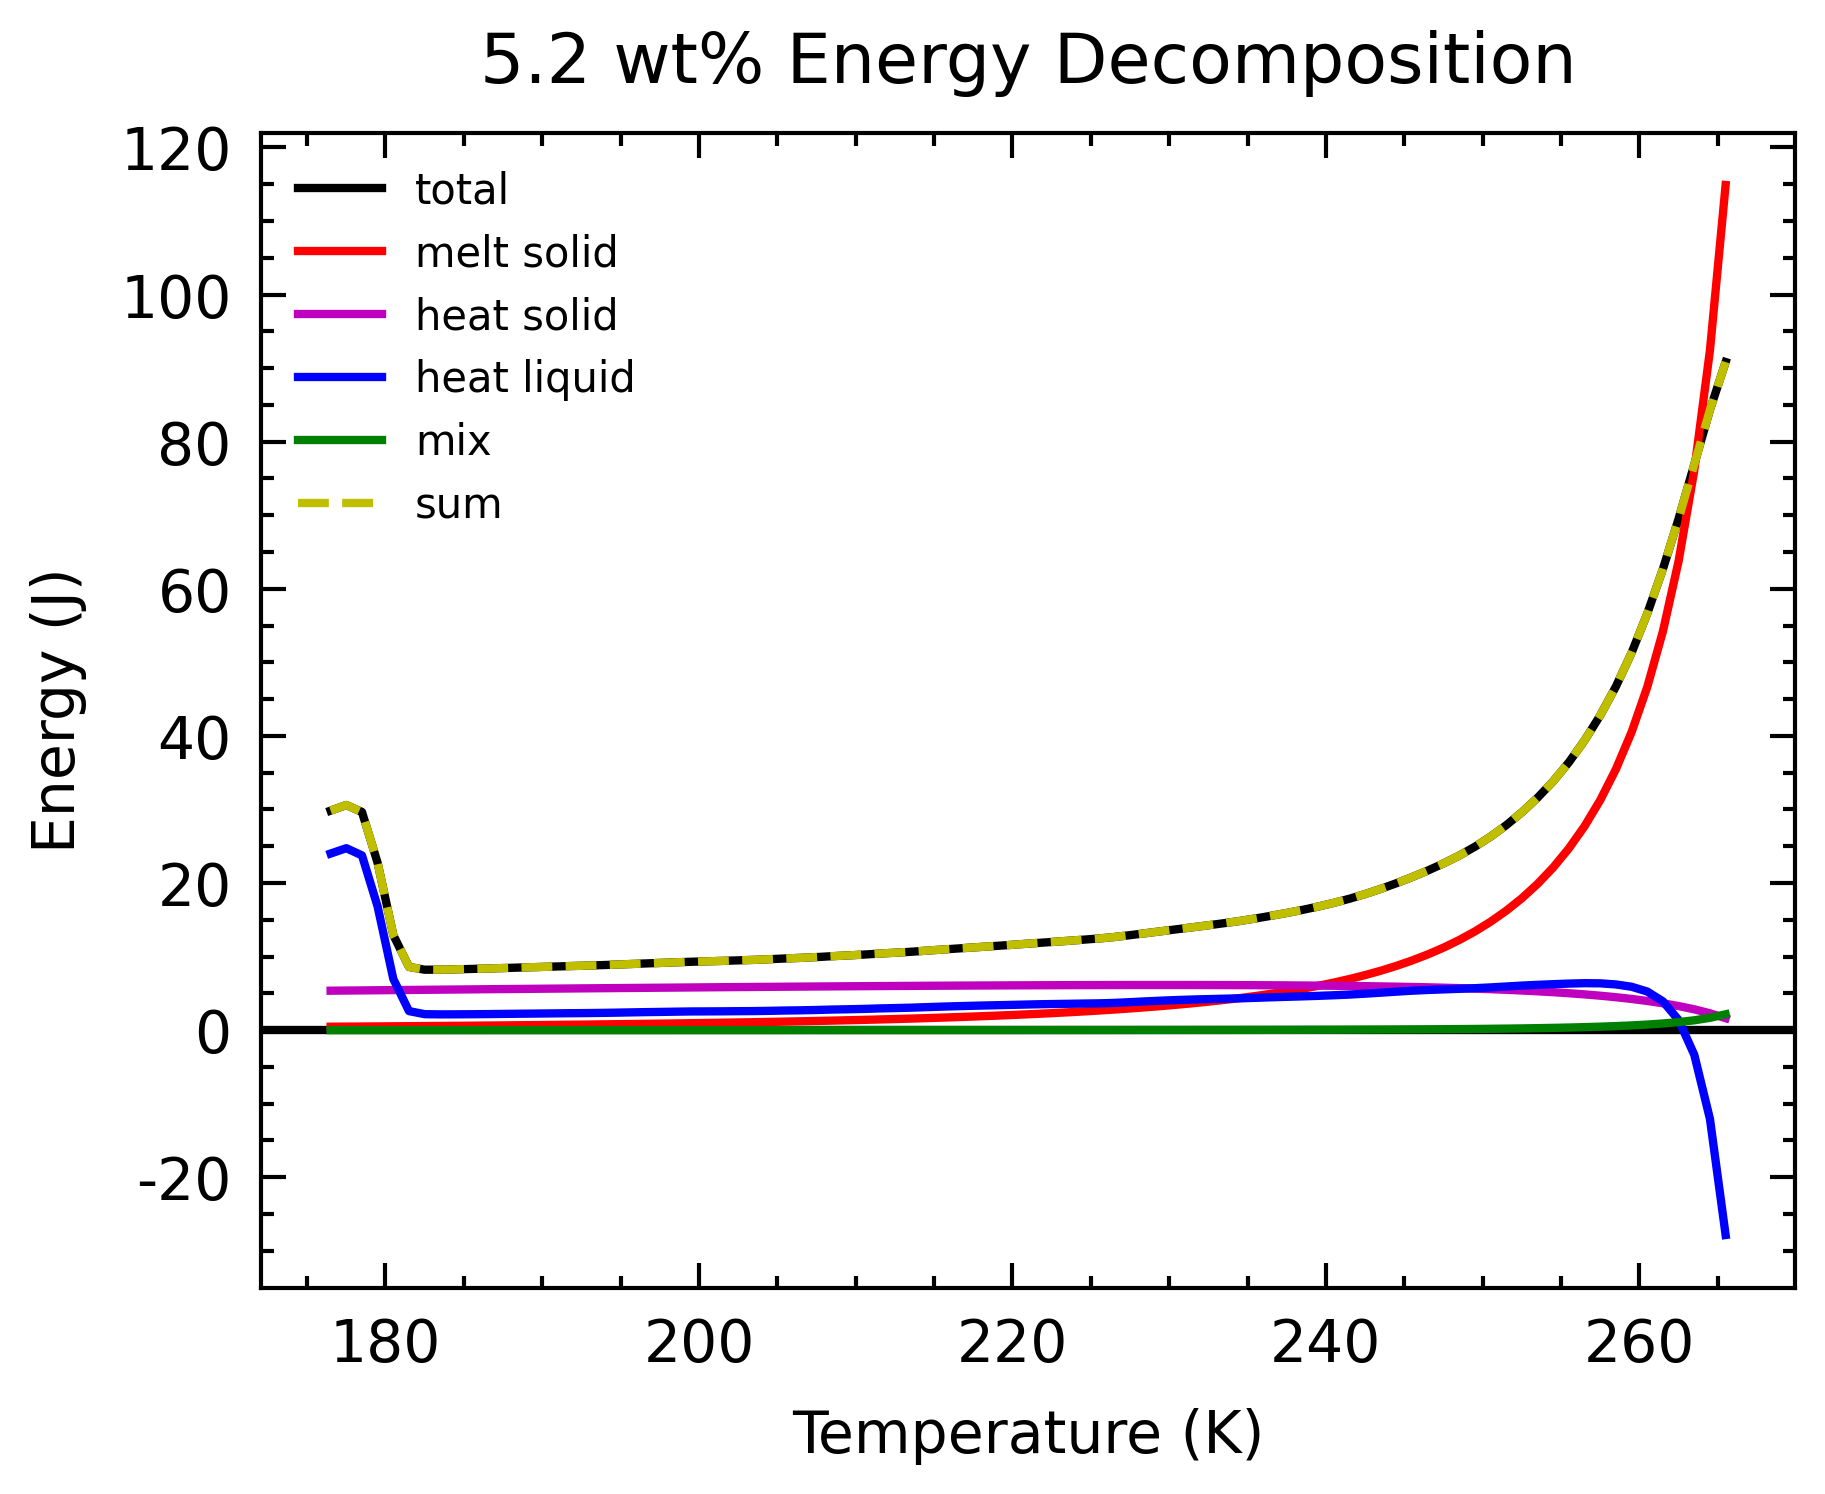 5.2 wt% Energy Decomposition
120
100
80
60
40
20
0
-20
Energy (J)
total
melt solid
heat solid
heat liquid
mix
sum
180 200 220 240 260
Temperature (K)